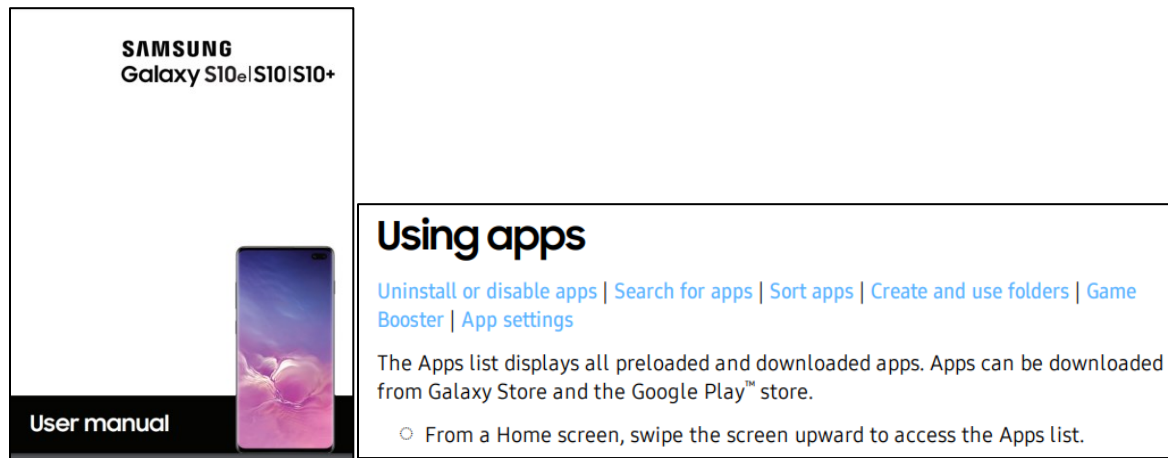 SAMSUNG
Galaxy S10e|S10|S10+
User manual
Using apps
Uninstall or disable apps | Search for apps | Sort apps | Create and use folders | Game
Booster | App settings
The Apps list displays all preloaded and downloaded apps. Apps can be downloaded
from Galaxy Store and the Google Play™ store.
From a Home screen, swipe the screen upward to access the Apps list.